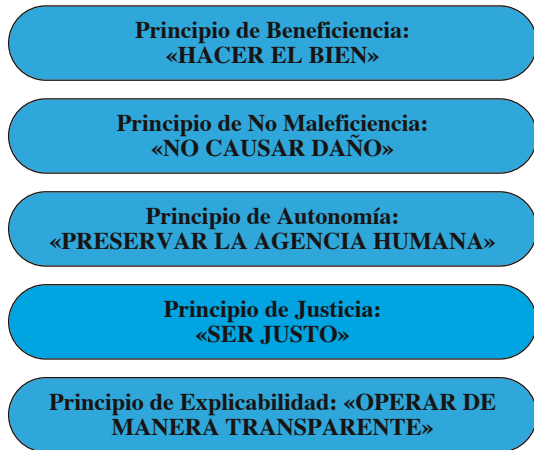 Principio de Beneficiencia:
«HACER EL BIEN»
Principio de No Maleficiencia:
«NO CAUSAR DAÑO»
Principio de Autonomía:
«PRESERVAR LA AGENCIA HUMANA»
Principio de Justicia:
«SER JUSTO»
Principio de Explicabilidad: «OPERAR DE
MANERA TRANSPARENTE»